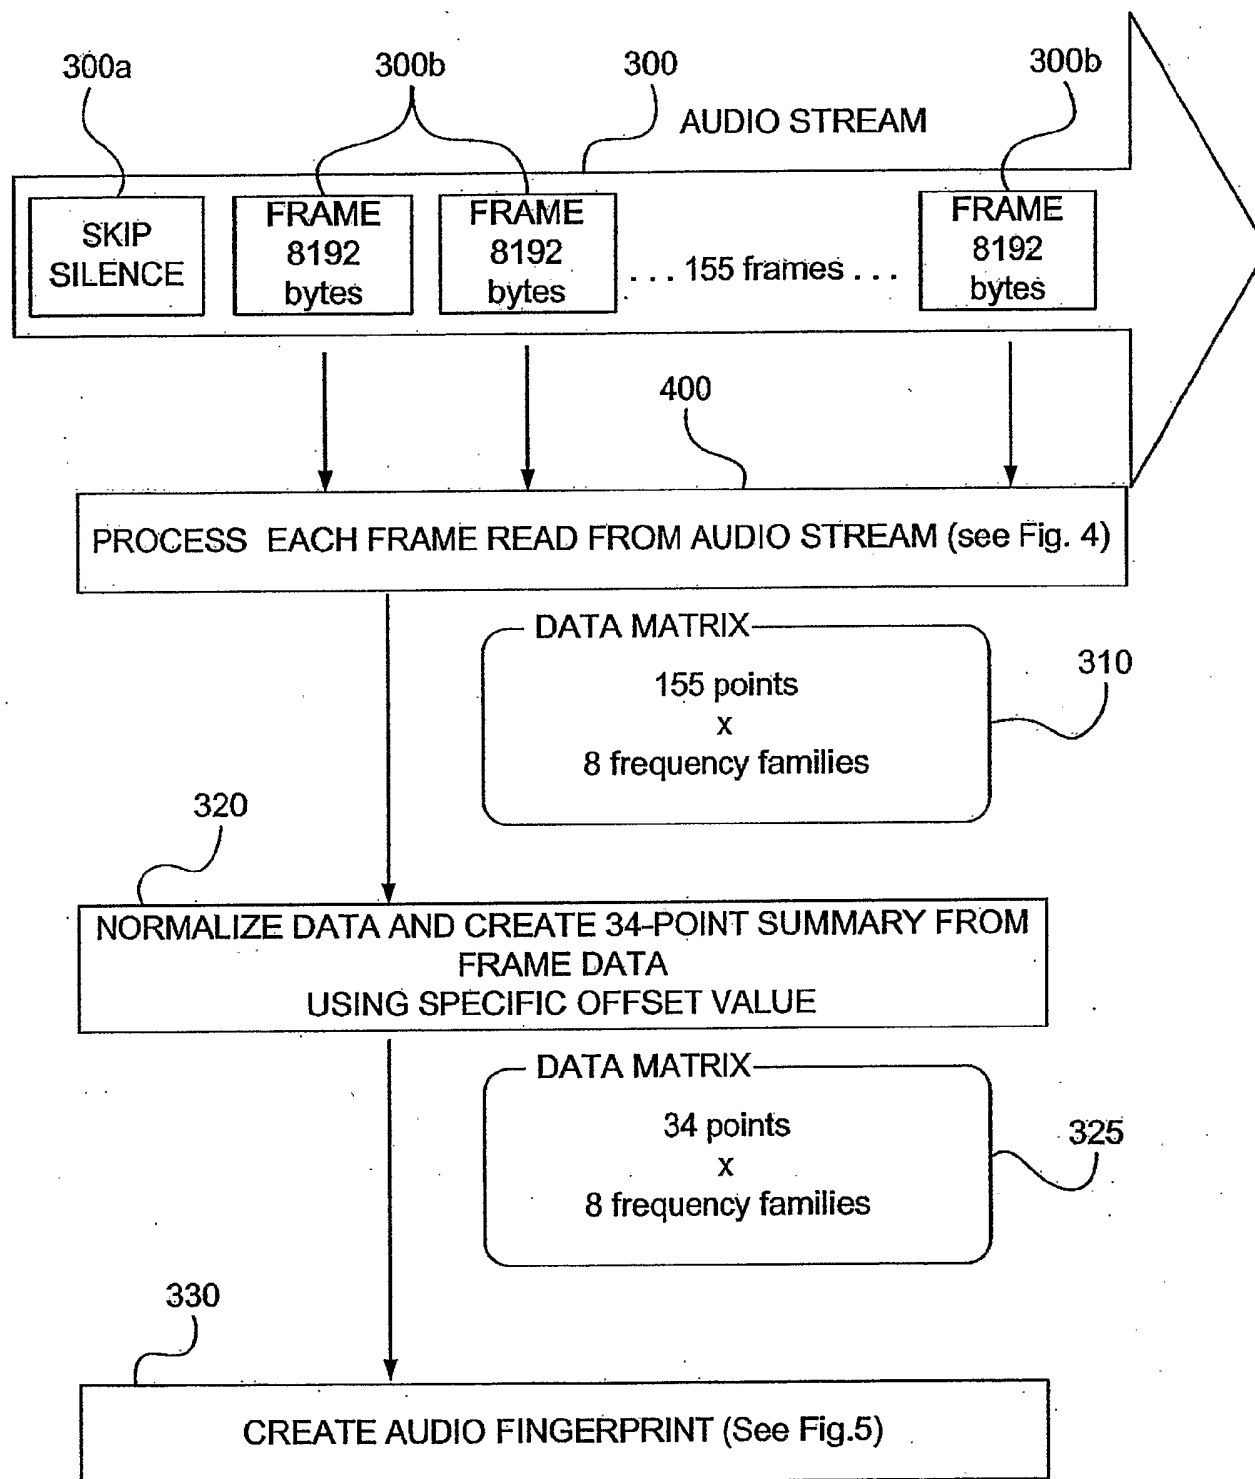 300a
300b
300
300b
AUDIO STREAM
SKIP
SILENCE
FRAME
8192
bytes
FRAME
8192
bytes
. . . 155 frames . . .
FRAME
8192
bytes
400
PROCESS EACH FRAME READ FROM AUDIO STREAM (see Fig. 4)
DATA MATRIX
155 points
x
8 frequency families
310
320
NORMALIZE DATA AND CREATE 34-POINT SUMMARY FROM
FRAME DATA
USING SPECIFIC OFFSET VALUE
DATA MATRIX
34 points
x
8 frequency families
325
330
CREATE AUDIO FINGERPRINT (See Fig.5)